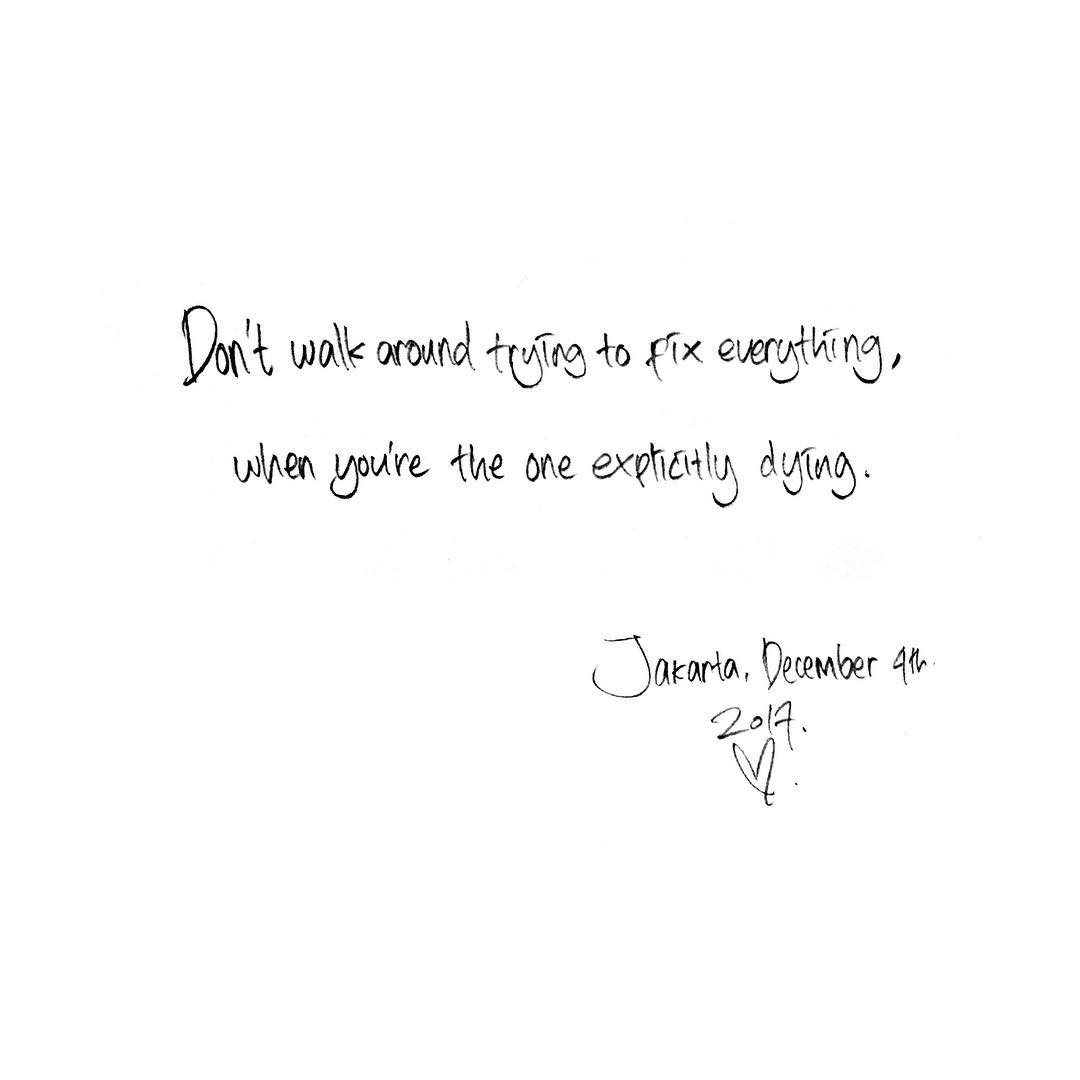 Don't walk around trying to fix everything,
when you're the one explicitly dying.
Jakarta, December 4th.
2017.